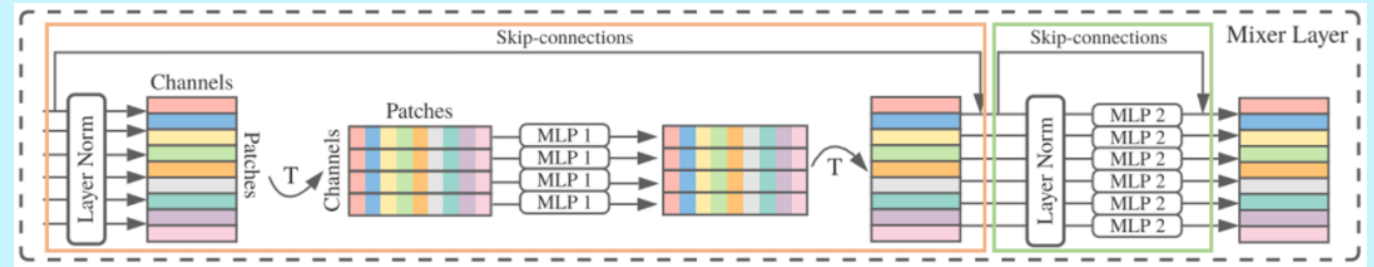 Skip-connections
Skip-connections
Mixer Layer
Channels
Layer Norm
Patches
T
Patches
Channels
MLP 1
MLP 1
MLP 1
MLP 1
T
Layer Norm
MLP 2
MLP 2
MLP 2
MLP 2
MLP 2
MLP 2